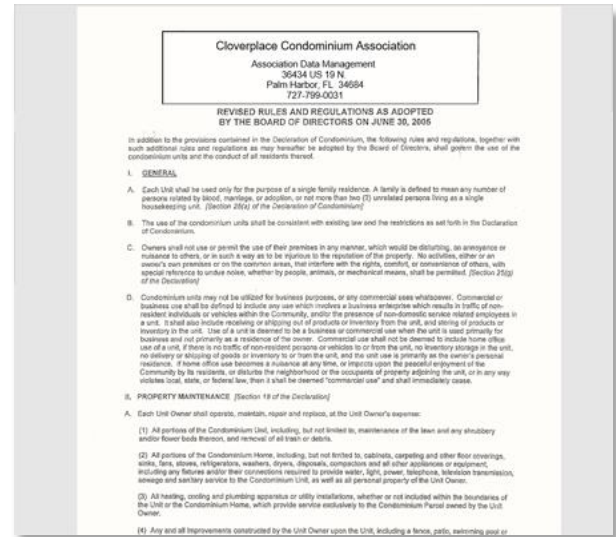 Cloverplace Condominium Association
Association Data Management
36434 US 19 N.
Palm Harbor, FL 34684
727-799-0031
REVISED RULES AND REGULATIONS AS ADOPTED
BY THE BOARD OF DIRECTORS ON JUNE 30, 2005
In addition to the provisions contained in the Declaration of Condominium, the following rules and regulations, together with
such additional rules and regulations as may hereafter be adopted by the Board of Directors, shall govern the use of the
condominium units and the conduct of all residents thereof.
I. GENERAL
A. Each Unit shall be used only for the purpose of a single family residence. A family is defined to mean any number of
persons related by blood, marriage, or adoption, or not more than two (2) unrelated persons living as a single
housekeeping unit. [Section 25(a) of the Declaration of Condominium]
B. The use of the condominium units shall be consistent with existing law and the restrictions as set forth in the Declaration
of Condominium.
C. Owners shall not use or permit the use of their premises in any manner, which would be disturbing, an annoyance or
nuisance to others, or in such a way as to be injurious to the reputation of the property. No activities, either on an
owner's own premises or on the common areas, that interfere with the rights, comfort, or convenience of others, with
special reference to undue noise, whether by people, animals, or mechanical means, shall be permitted. [Section 25(g)
of the Declaration]
D. Condominium units may not be utilized for business purposes, or any commercial uses whatsoever. Commercial or
business use shall be defined to include any use which involves a business enterprise which results in traffic of non-
resident individuals or vehicles within the Community, and/or the presence of non-domestic service related employees in
a unit. It shall also include receiving or shipping out of products or inventory from the unit, and storing of products or
inventory in the unit. Use of a unit is deemed to be a business or commercial use when the unit is used primarily for
business and not primarily as a residence of the owner. Commercial use shall not be deemed to include home office
use of a unit, if there is no traffic of non-resident persons or vehicles to or from the unit, no inventory storage in the unit,
no delivery or shipping of goods or inventory to or from the unit, and the unit use is primarily as the owner's personal
residence. If home office use becomes a nuisance at any time, or impacts upon the peaceful enjoyment of the
Community by its residents, or disturbs the neighborhood or the occupants of property adjoining the unit, or in any way
violates local, state, or federal law, then it shall be deemed "commercial use" and shall immediately cease.
II. PROPERTY MAINTENANCE [Section 18 of the Declaration]
A. Each Unit Owner shall operate, maintain, repair and replace, at the Unit Owner's expense:
(1) All portions of the Condominium Unit, including, but not limited to, maintenance of the lawn and any shrubbery
and/or flower beds thereon, and removal of all trash or debris.
(2) All portions of the Condominium Home, including, but not limited to, cabinets, carpeting and other floor coverings,
sinks, fans, stoves, refrigerators, washers, dryers, disposals, compactors and all other appliances or equipment,
including any fixtures and/or their connections required to provide water, light, power, telephone, television transmission,
sewage and sanitary service to the Condominium Unit, as well as all personal property of the Unit Owner.
(3) All heating, cooling and plumbing apparatus or utility installations, whether or not included within the boundaries of
the Unit or the Condominium Home, which provide service exclusively to the Condominium Parcel owned by the Unit
Owner.
(4) Any and all improvements constructed by the Unit Owner upon the Unit, including a fence, patio, swimming pool or